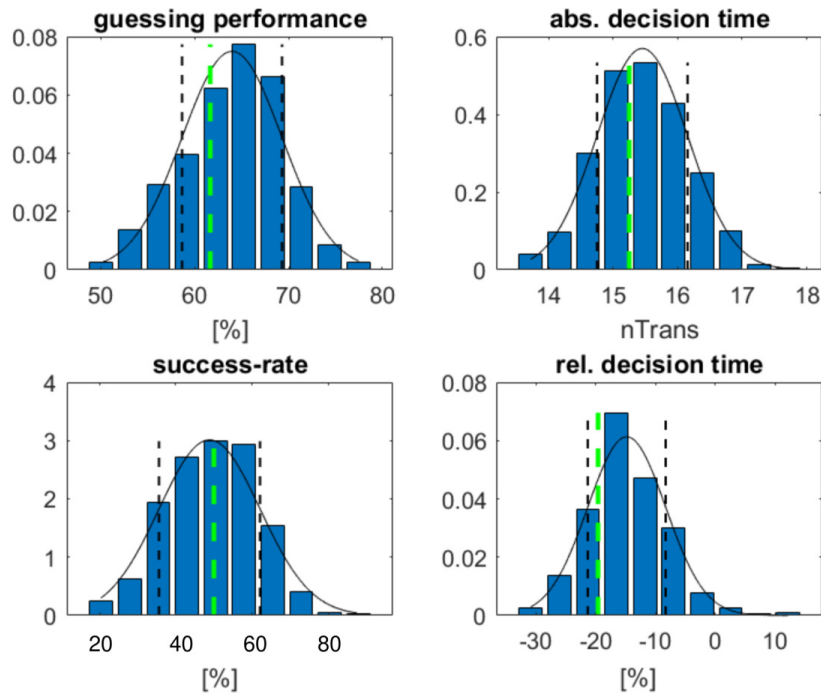 guessing performance
0.08
0.06
0.04
0.02
0
50 60 70 80
[%]
abs. decision time
0.6
0.4
0.2
0
14 15 16 17 18
nTrans
success-rate
4
3
2
1
0
20 40 60 80
[%]
rel. decision time
0.08
0.06
0.04
0.02
0
-30 -20 -10 0 10
[%]